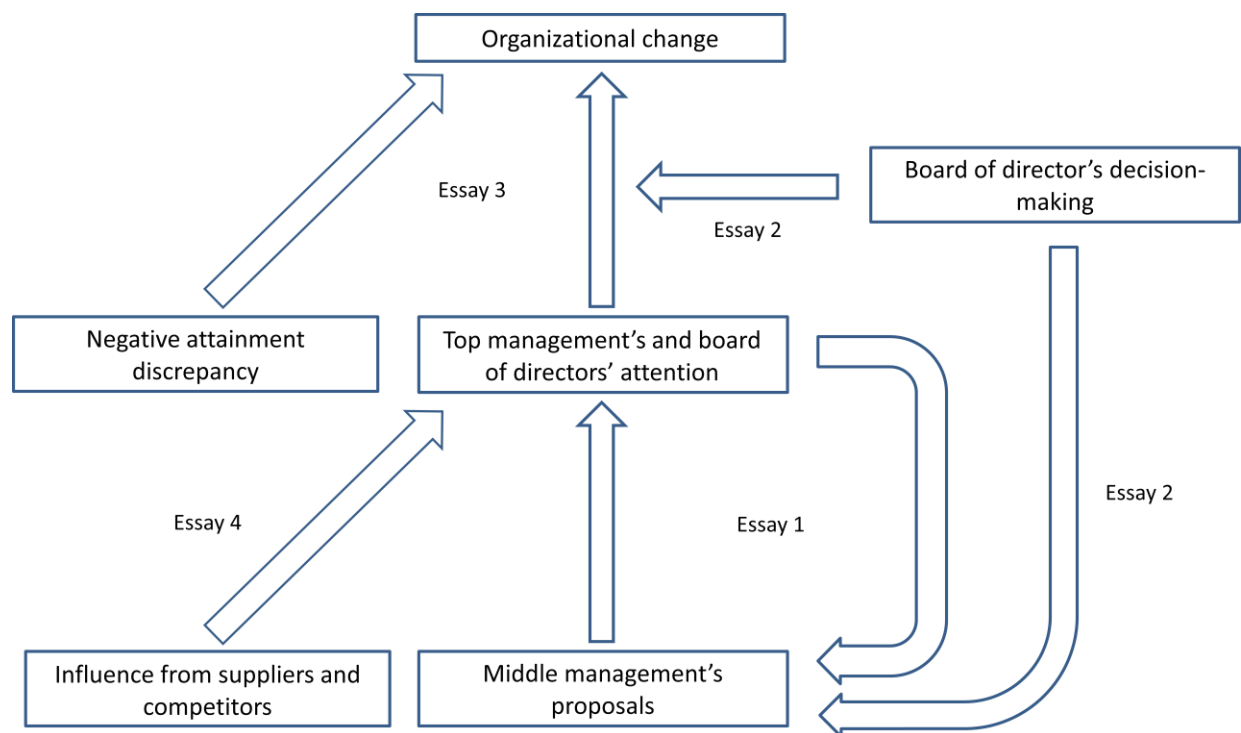 Organizational change
Board of director's decision-
making
Essay 3
Essay 2
Negative attainment
discrepancy
Top management's and board
of directors' attention
Essay 4
Essay 1
Essay 2
Influence from suppliers and
competitors
Middle management's
proposals